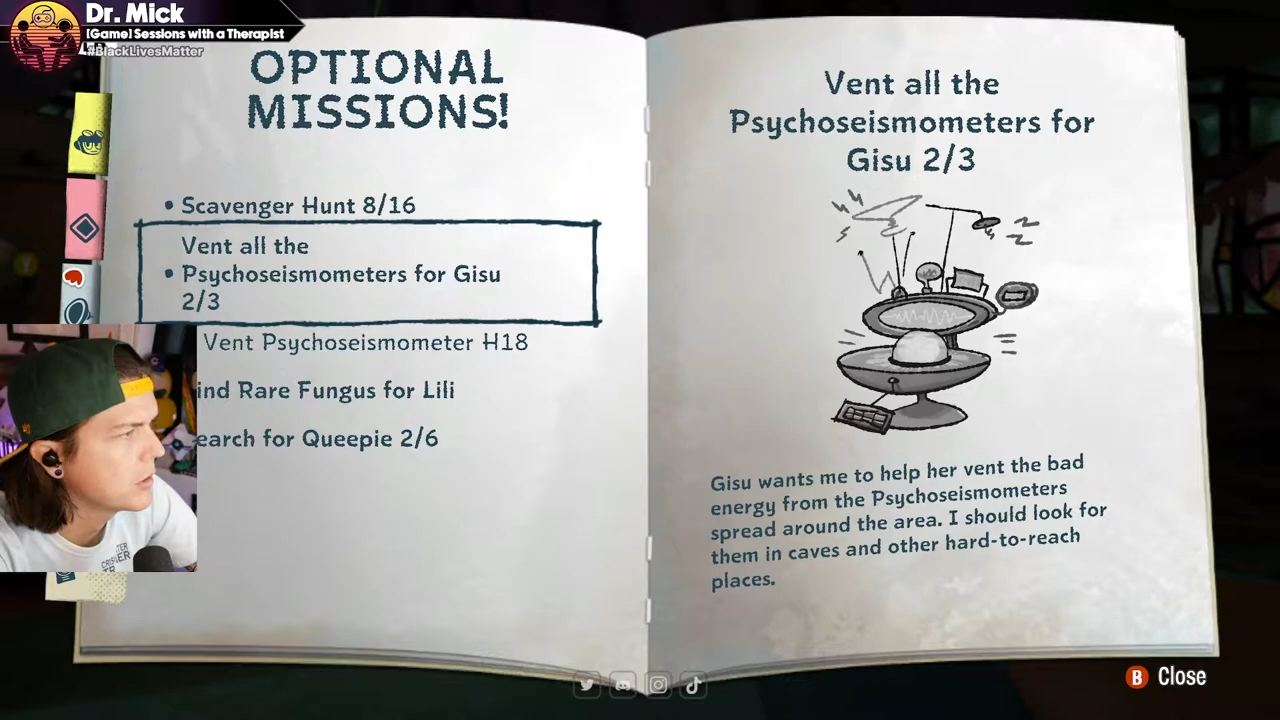 Dr. Mick
[Game] Sessions with a Therapist
#BlackLivesMatter
OPTIONAL
MISSIONS!
• Scavenger Hunt 8/16
Vent all the
• Psychoseismometers for Gisu
2/3
Vent Psychoseismometer H18
ind Rare Fungus for Lili
earch for Queepie 2/6
Vent all the
Psychoseismometers for
Gisu 2/3
Gisu wants me to help her vent the bad
energy from the Psychoseismometers
spread around the area. I should look for
them in caves and other hard-to-reach
places.
B Close